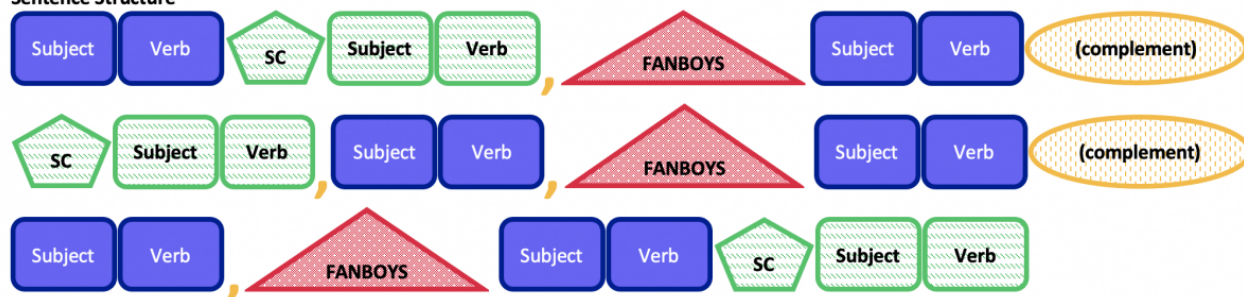 Sentence Structure
Subject Verb SC Subject Verb , FANBOYS Subject Verb (complement)
SC Subject Verb , Subject Verb , FANBOYS Subject Verb (complement)
Subject Verb , FANBOYS Subject Verb SC Subject Verb